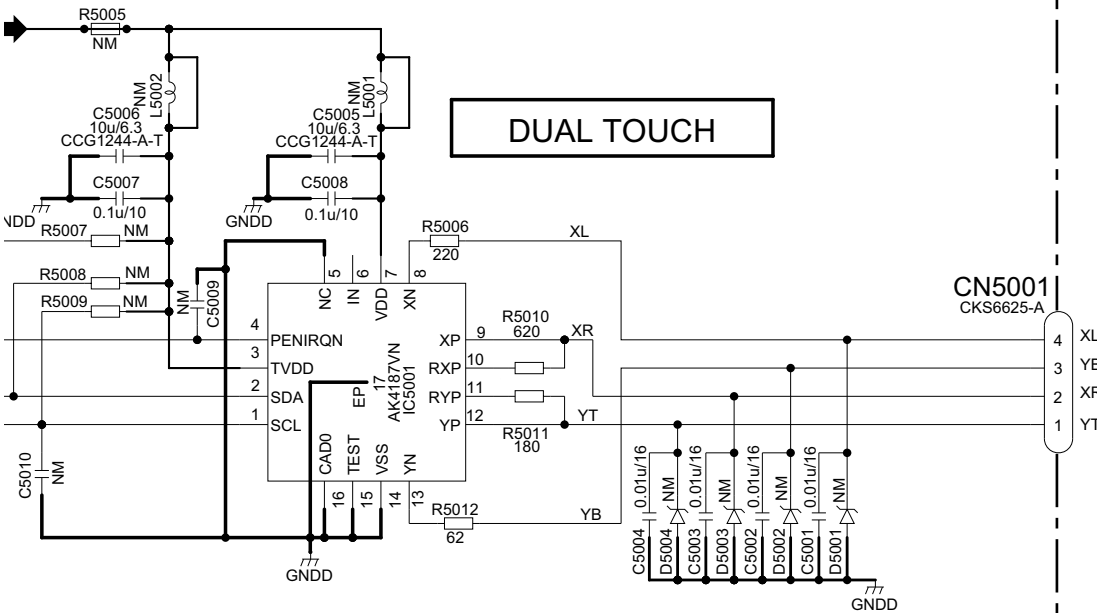 R5005
NM
NM
L5002
NM
L5001
C5006
10u/6.3
CCG1244-A-T
C5005
10u/6.3
CCG1244-A-T
DUAL TOUCH
C5007
0.1u/10
C5008
0.1u/10
GNDD
R5007 NM
R5006
220
XL
R5008 NM
R5009 NM
NM
C5009
NC
5
IN
6
VDD
7
XN
8
CN5001
CKS6625-A
4
PENIRQN
3
TVDD
2
SDA
1
SCL
EP
17
AK4187VN
IC5001
XP
9
RXP
10
RYP
11
YP
12
R5010
620
XR
R5011
180
YT
4
3
2
1
CAD0
16
TEST
15
VSS
14
YN
13
C5010
NM
R5012
62
YB
GNDD
C5004
0.01u/16
D5004
NM
C5003
0.01u/16
D5003
NM
C5002
0.01u/16
D5002
NM
C5001
0.01u/16
D5001
NM
GNDD